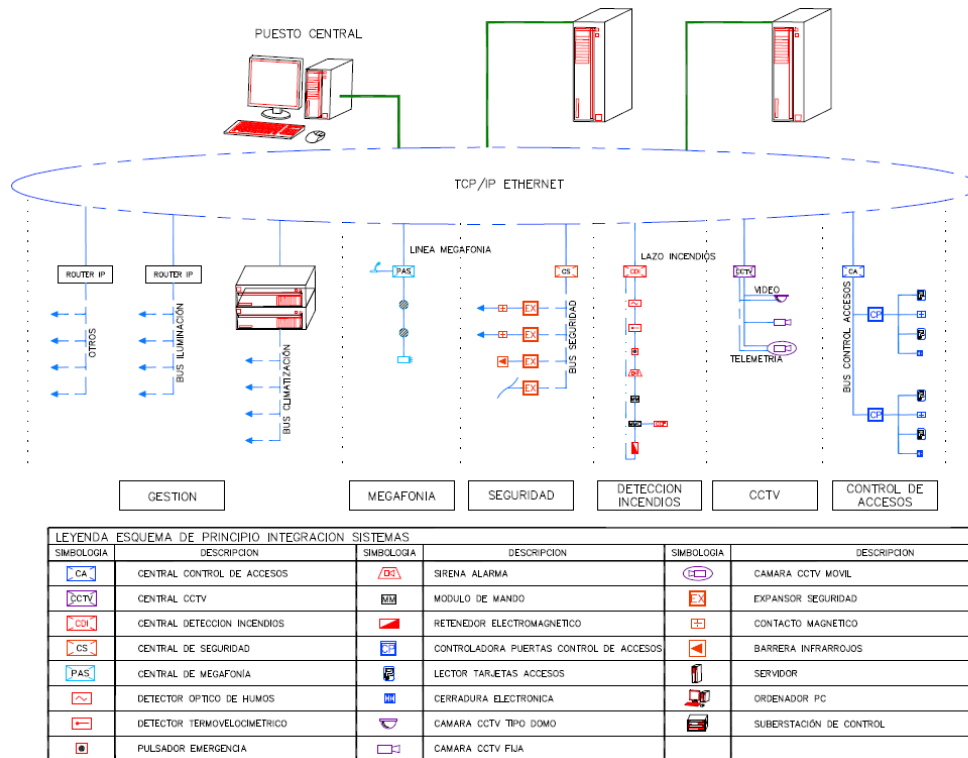 PUESTO CENTRAL
TCP/IP ETHERNET
LINEA MEGAFONIA
LAZO INCENDIOS
ROUTER IP
ROUTER IP
PAS
CS
CDI
CCTV
CA
VIDEO
TELEMETRIA
OTROS
BUS ILUMINACIÓN
BUS CLIMATIZACIÓN
BUS SEGURIDAD
BUS CONTROL ACCESOS
EX
EX
EX
EX
CP
CP
GESTION
MEGAFONIA
SEGURIDAD
DETECCION
INCENDIOS
CCTV
CONTROL DE
ACCESOS
LEYENDA ESQUEMA DE PRINCIPIO INTEGRACION SISTEMAS
SIMBOLOGIA DESCRIPCION SIMBOLOGIA DESCRIPCION SIMBOLOGIA DESCRIPCION
CA CENTRAL CONTROL DE ACCESOS SIRENA ALARMA CAMARA CCTV MOVIL
CCTV CENTRAL CCTV MM MODULO DE MANDO EX EXPANSOR SEGURIDAD
CDI CENTRAL DETECCION INCENDIOS RETENEDOR ELECTROMAGNETICO CONTACTO MAGNETICO
CS CENTRAL DE SEGURIDAD CP CONTROLADORA PUERTAS CONTROL DE ACCESOS BARRERA INFRARROJOS
PAS CENTRAL DE MEGAFONÍA LECTOR TARJETAS ACCESOS SERVIDOR
DETECTOR OPTICO DE HUMOS CERRADURA ELECTRONICA ORDENADOR PC
DETECTOR TERMOVELOCIMETRICO CAMARA CCTV TIPO DOMO SUBERSTACIÓN DE CONTROL
PULSADOR EMERGENCIA CAMARA CCTV FIJA